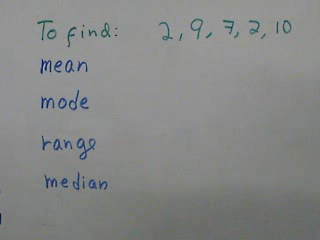 To find: 2, 9, 7, 2, 10
mean
mode
range
median